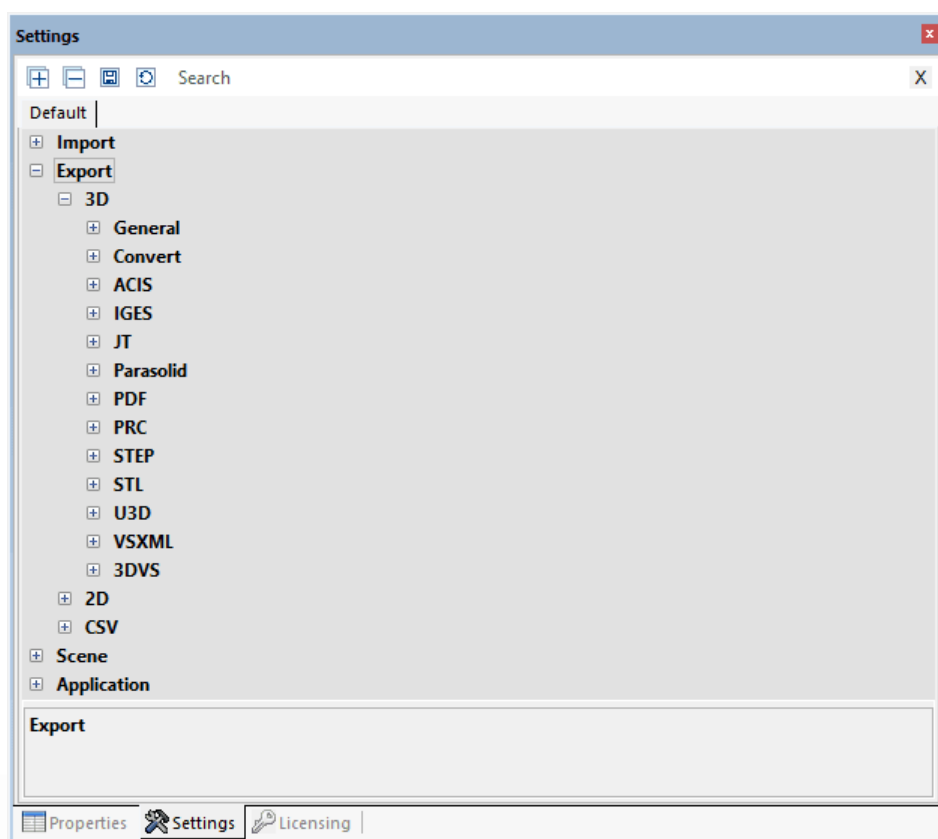 Settings
Search X
Default
Import
Export
3D
General
Convert
ACIS
IGES
JT
Parasolid
PDF
PRC
STEP
STL
U3D
VSXML
3DVS
2D
CSV
Scene
Application
Export
Properties Settings Licensing